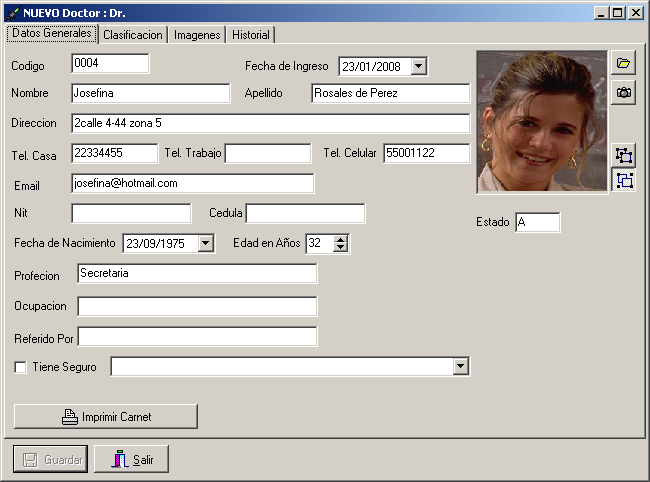 NUEVO Doctor : Dr.
Datos Generales Clasificacion Imagenes Historial
Codigo 0004 Fecha de Ingreso 23/01/2008
Nombre Josefina Apellido Rosales de Perez
Direccion 2calle 4-44 zona 5
Tel. Casa 22334455 Tel. Trabajo Tel. Celular 55001122
Email josefina@hotmail.com
Nit Cedula
Estado A
Fecha de Nacimiento 23/09/1975 Edad en Años 32
Profecion Secretaria
Ocupacion
Referido Por
Tiene Seguro
Imprimir Carnet
Guardar Salir